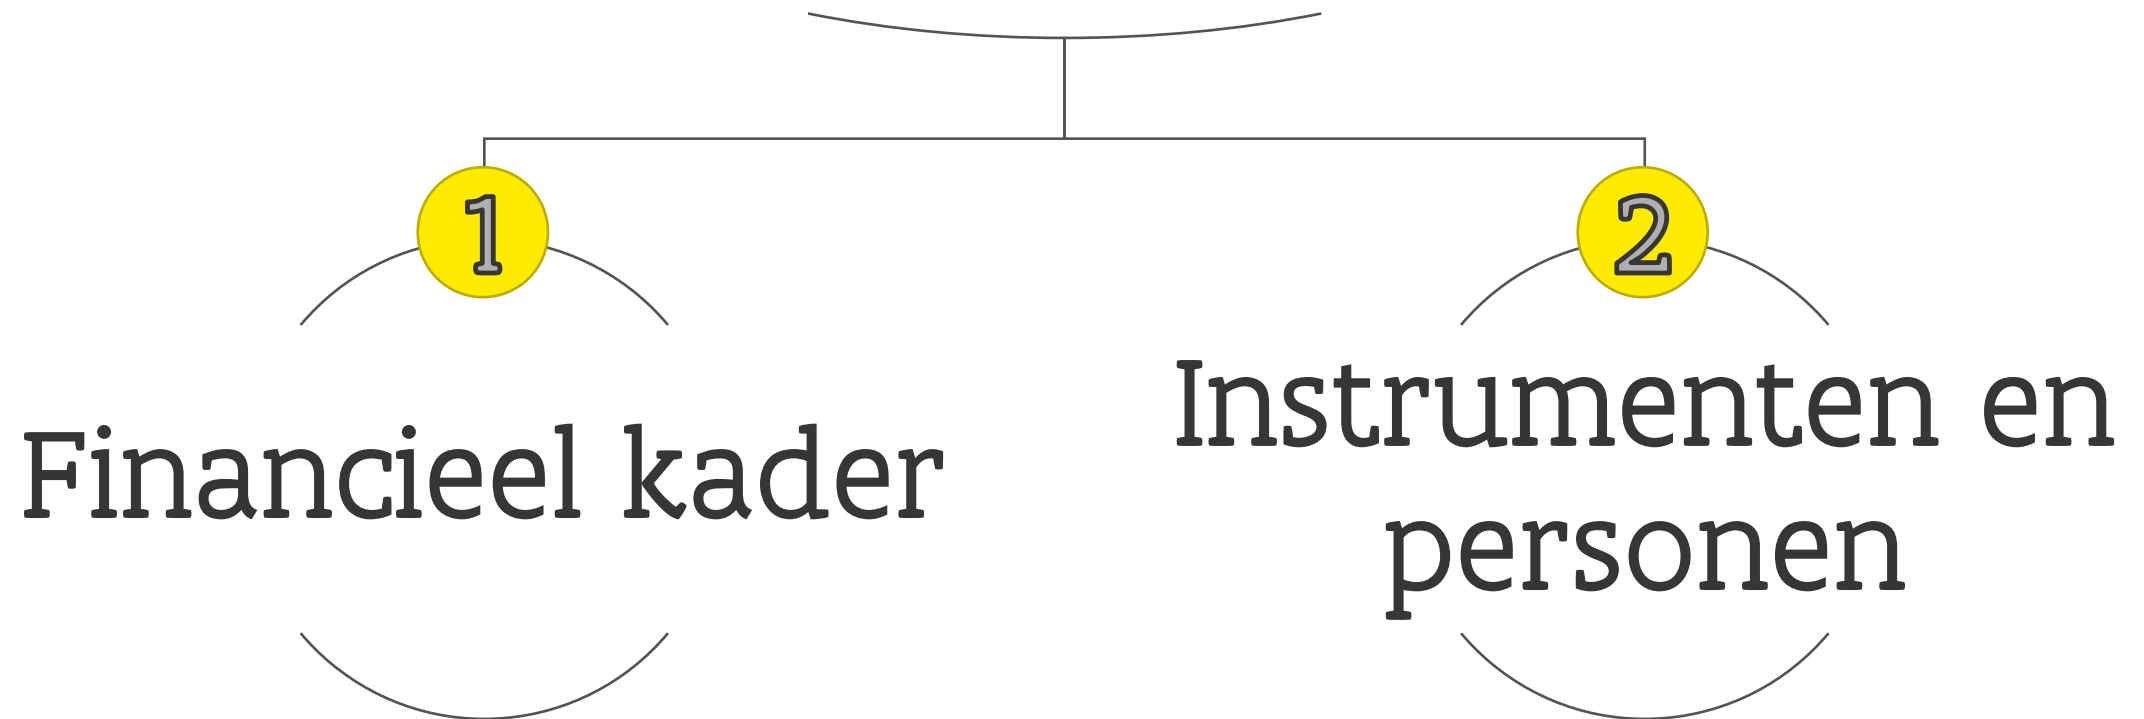 1
2
Financieel kader
Instrumenten en
personen